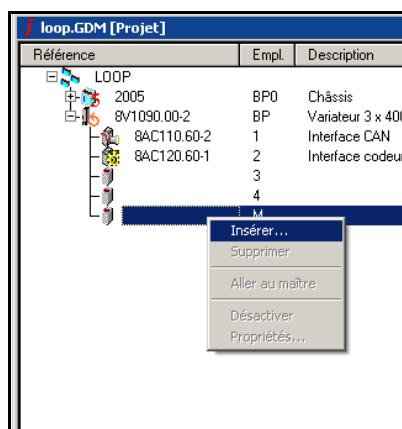 loop.GDM [Projet]
Référence Empl. Description
LOOP
2005 BP0 Châssis
8V1090.00-2 BP Variateur 3 x 400
8AC110.60-2 1 Interface CAN
8AC120.60-1 2 Interface codeur
3
4
M
Insérer...
Supprimer
Aller au maître
Désactiver
Propriétés...